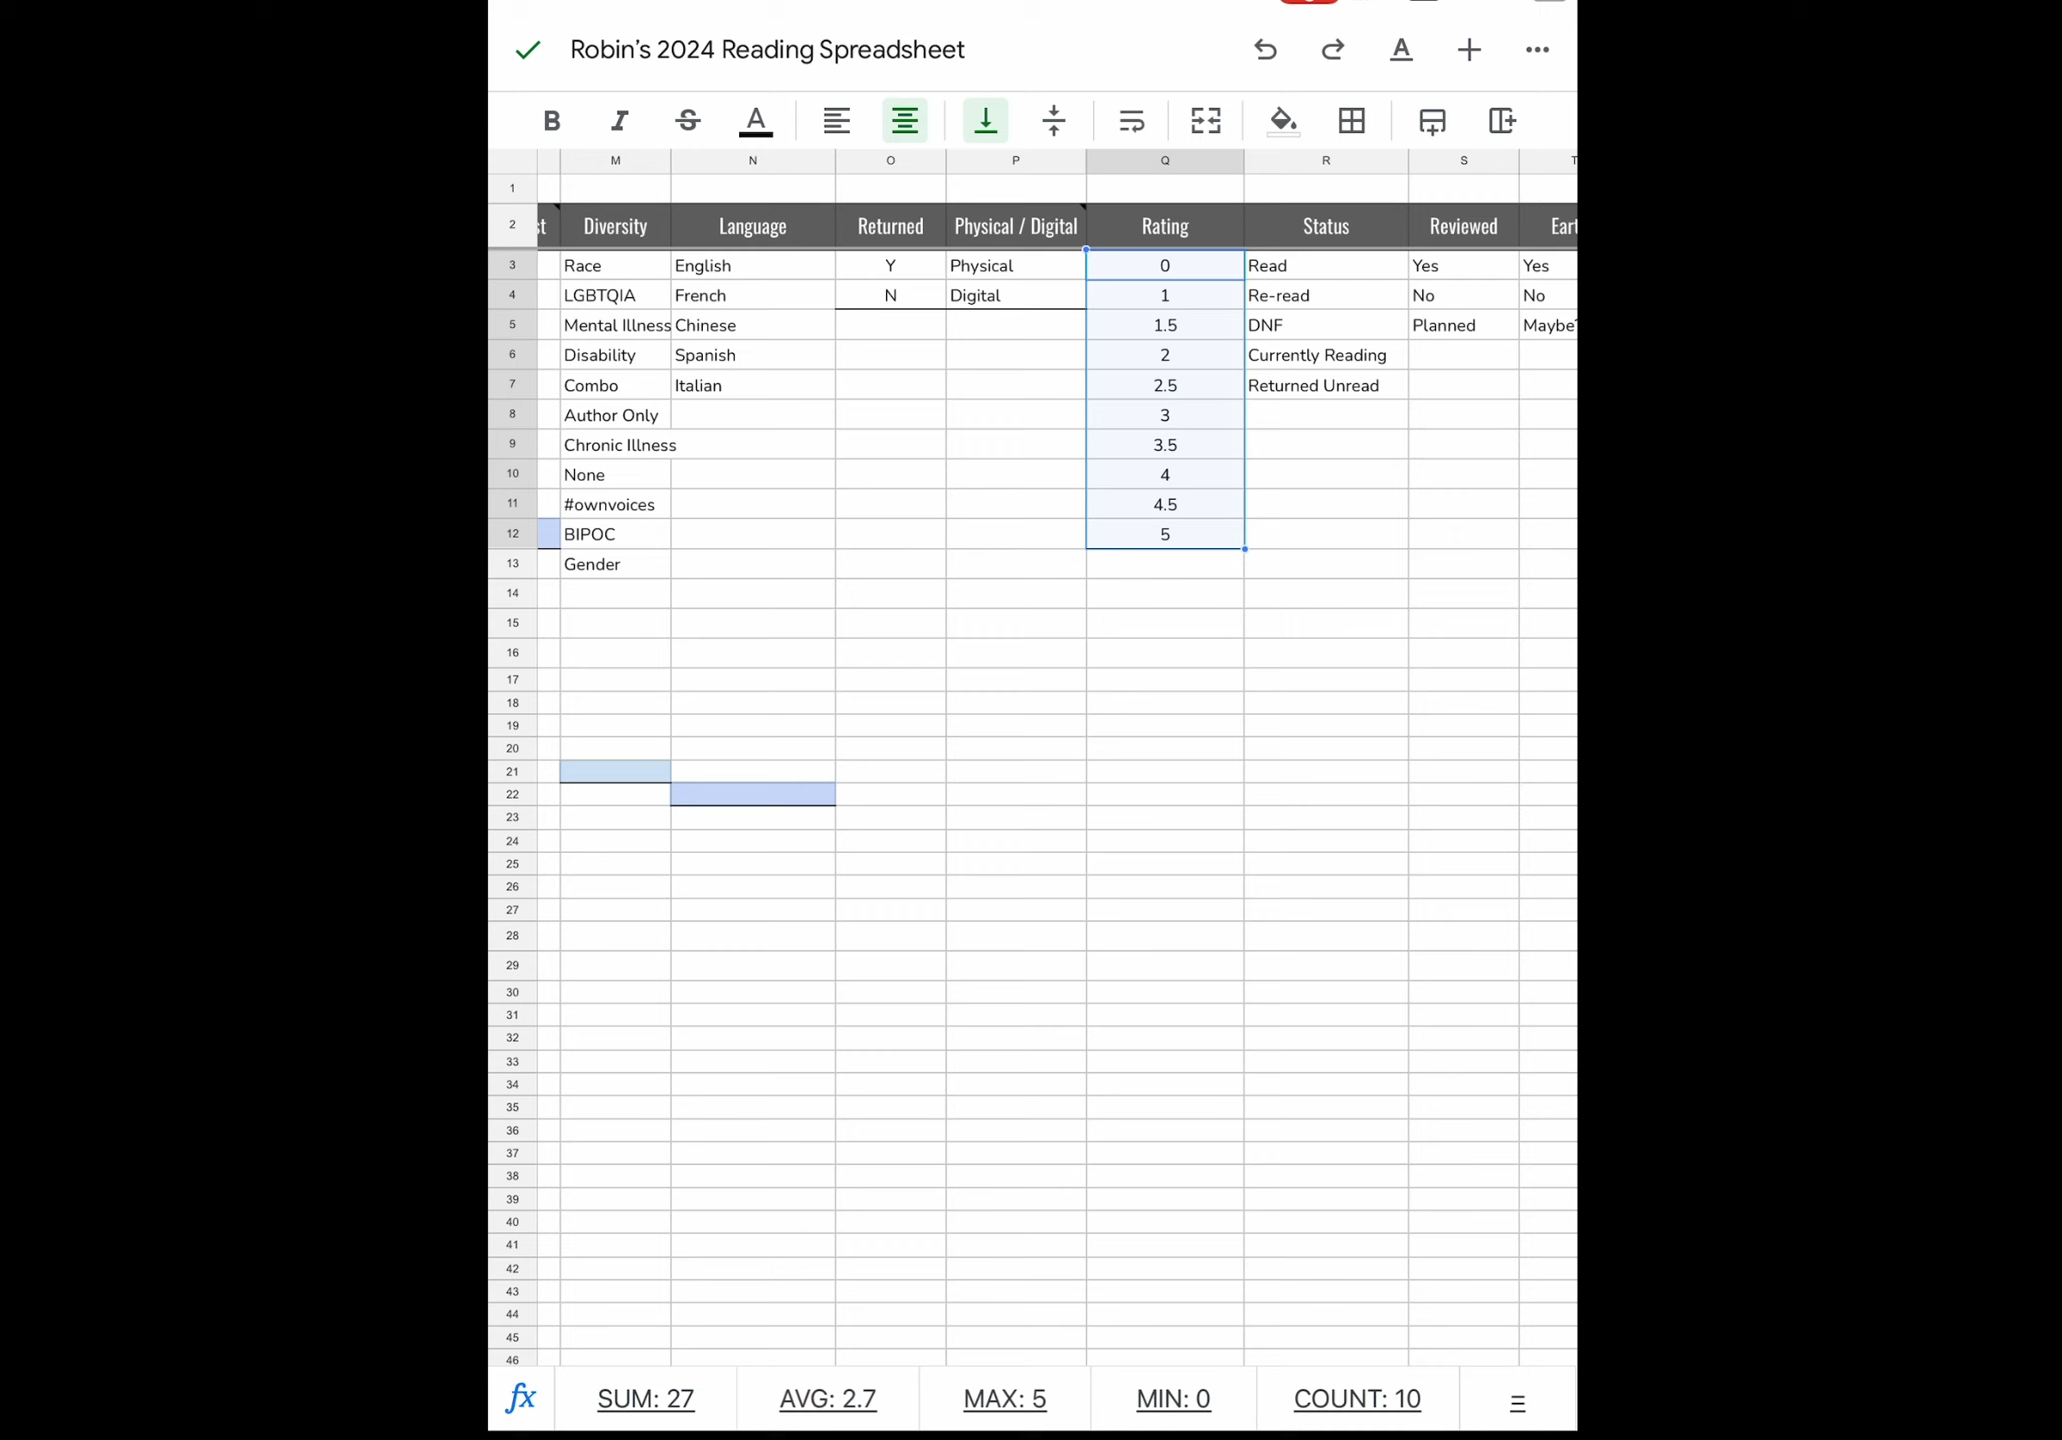 Robin's 2024 Reading Spreadsheet
B I S A
M N O P Q R S T
1
2 st Diversity Language Returned Physical / Digital Rating Status Reviewed Eart
3 Race English Y Physical 0 Read Yes Yes
4 LGBTQIA French N Digital 1 Re-read No No
5 Mental Illness Chinese 1.5 DNF Planned Maybe?
6 Disability Spanish 2 Currently Reading
7 Combo Italian 2.5 Returned Unread
8 Author Only 3
9 Chronic Illness 3.5
10 None 4
11 #ownvoices 4.5
12 BIPOC 5
13 Gender
14
15
16
17
18
19
20
21
22
23
24
25
26
27
28
29
30
31
32
33
34
35
36
37
38
39
40
41
42
43
44
45
46
fx SUM: 27 AVG: 2.7 MAX: 5 MIN: 0 COUNT: 10 =